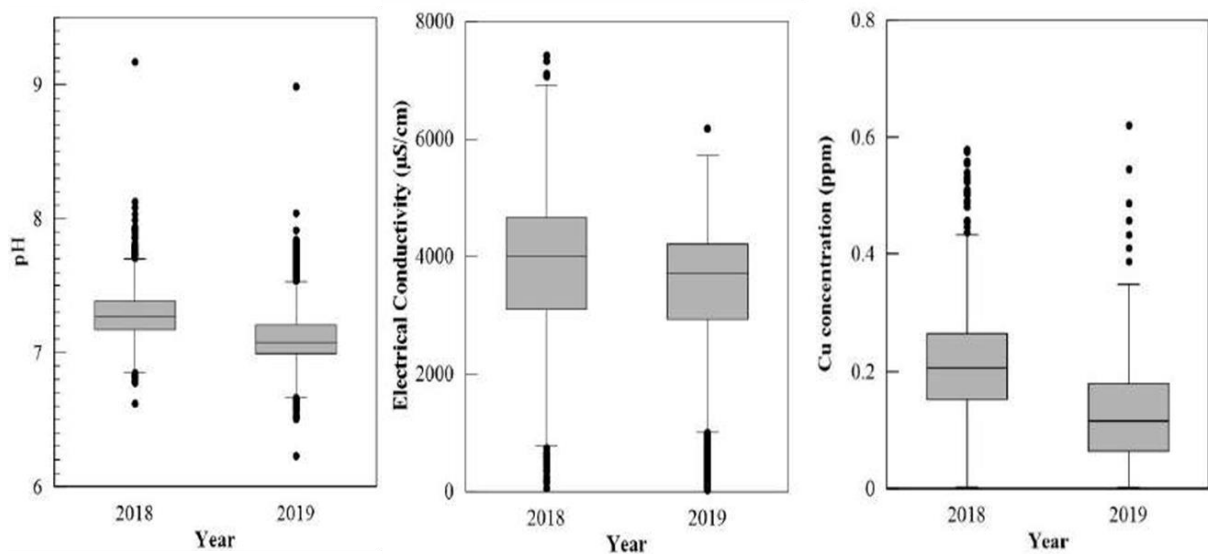 pH
9
8
7
6
2018 2019
Year
Electrical Conductivity (µS/cm)
8000
6000
4000
2000
0
2018 2019
Year
Cu concentration (ppm)
0.8
0.6
0.4
0.2
0
2018 2019
Year